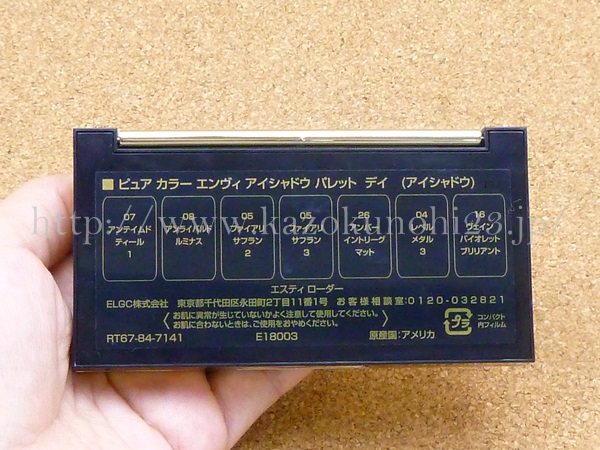 ■ ピュア カラー エンヴィ アイシャドウ パレット デイ （アイシャドウ）
07
アンテイムド
ティール
1
08
アンライバルド
ルミナス
05
ファイアリ
サフラン
2
05
ファイアリ
サフラン
3
26
アンバー
イントリーグ
マット
04
レベル
メタル
3
16
ヴェイン
バイオレット
ブリリアント
エスティ ローダー
ELGC株式会社 東京都千代田区永田町2丁目11番1号 お客様相談室:0120-032821
〈お肌に異常が生じていないかよく注意して使用してください。
お肌に合わないときは、ご使用をおやめください。〉
RT67-84-7141 E18003 原産国:アメリカ
プラ
コンパクト
内フィルム
http://www.kazokunohi23.jp